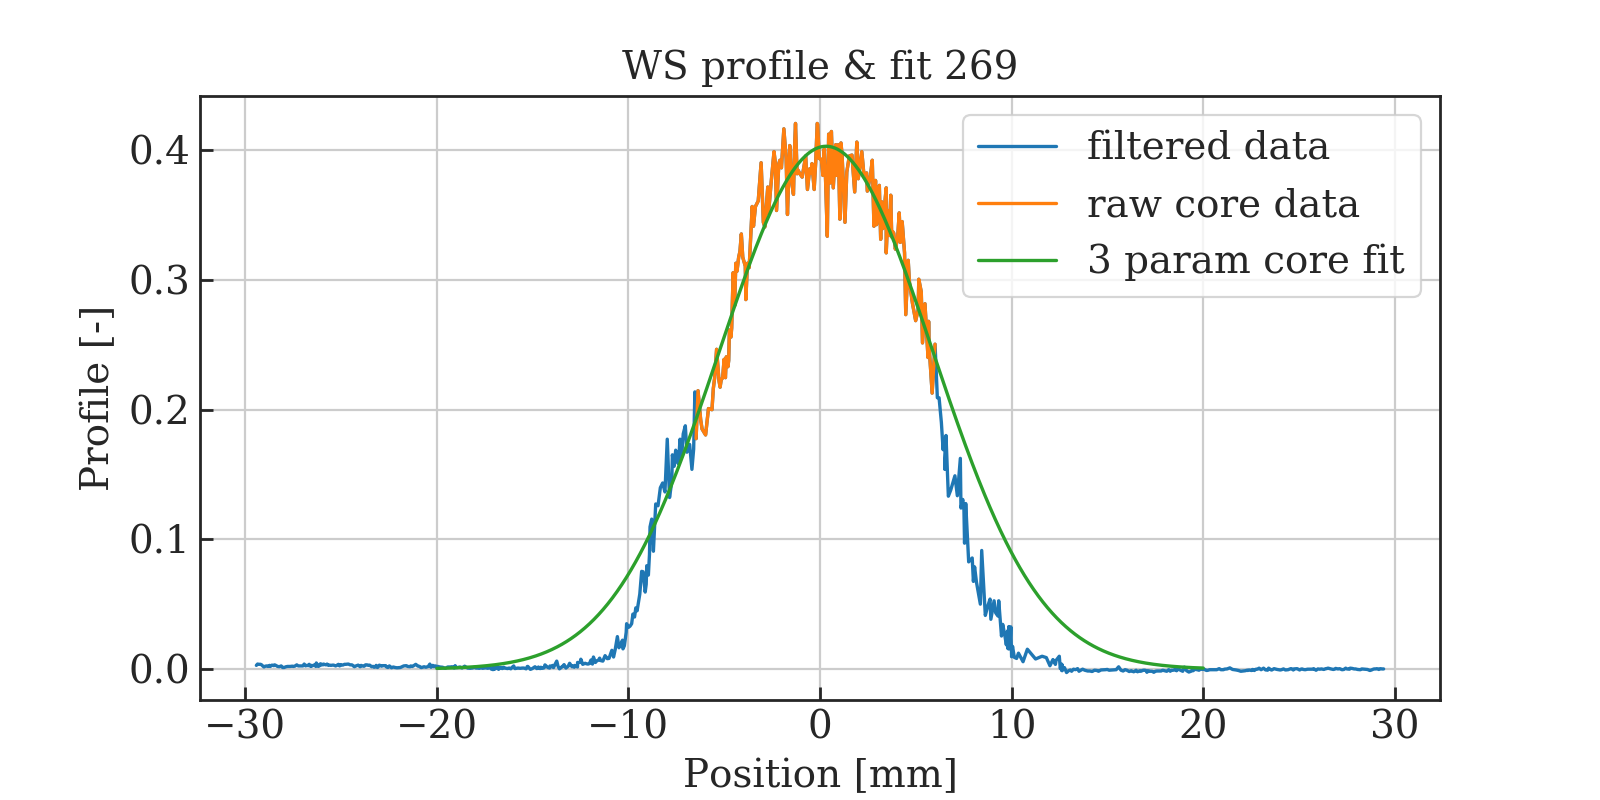 WS profile & fit 269
filtered data
raw core data
3 param core fit
0.4
0.3
0.2
0.1
0.0
Profile [-]
−30 −20 −10 0 10 20 30
Position [mm]